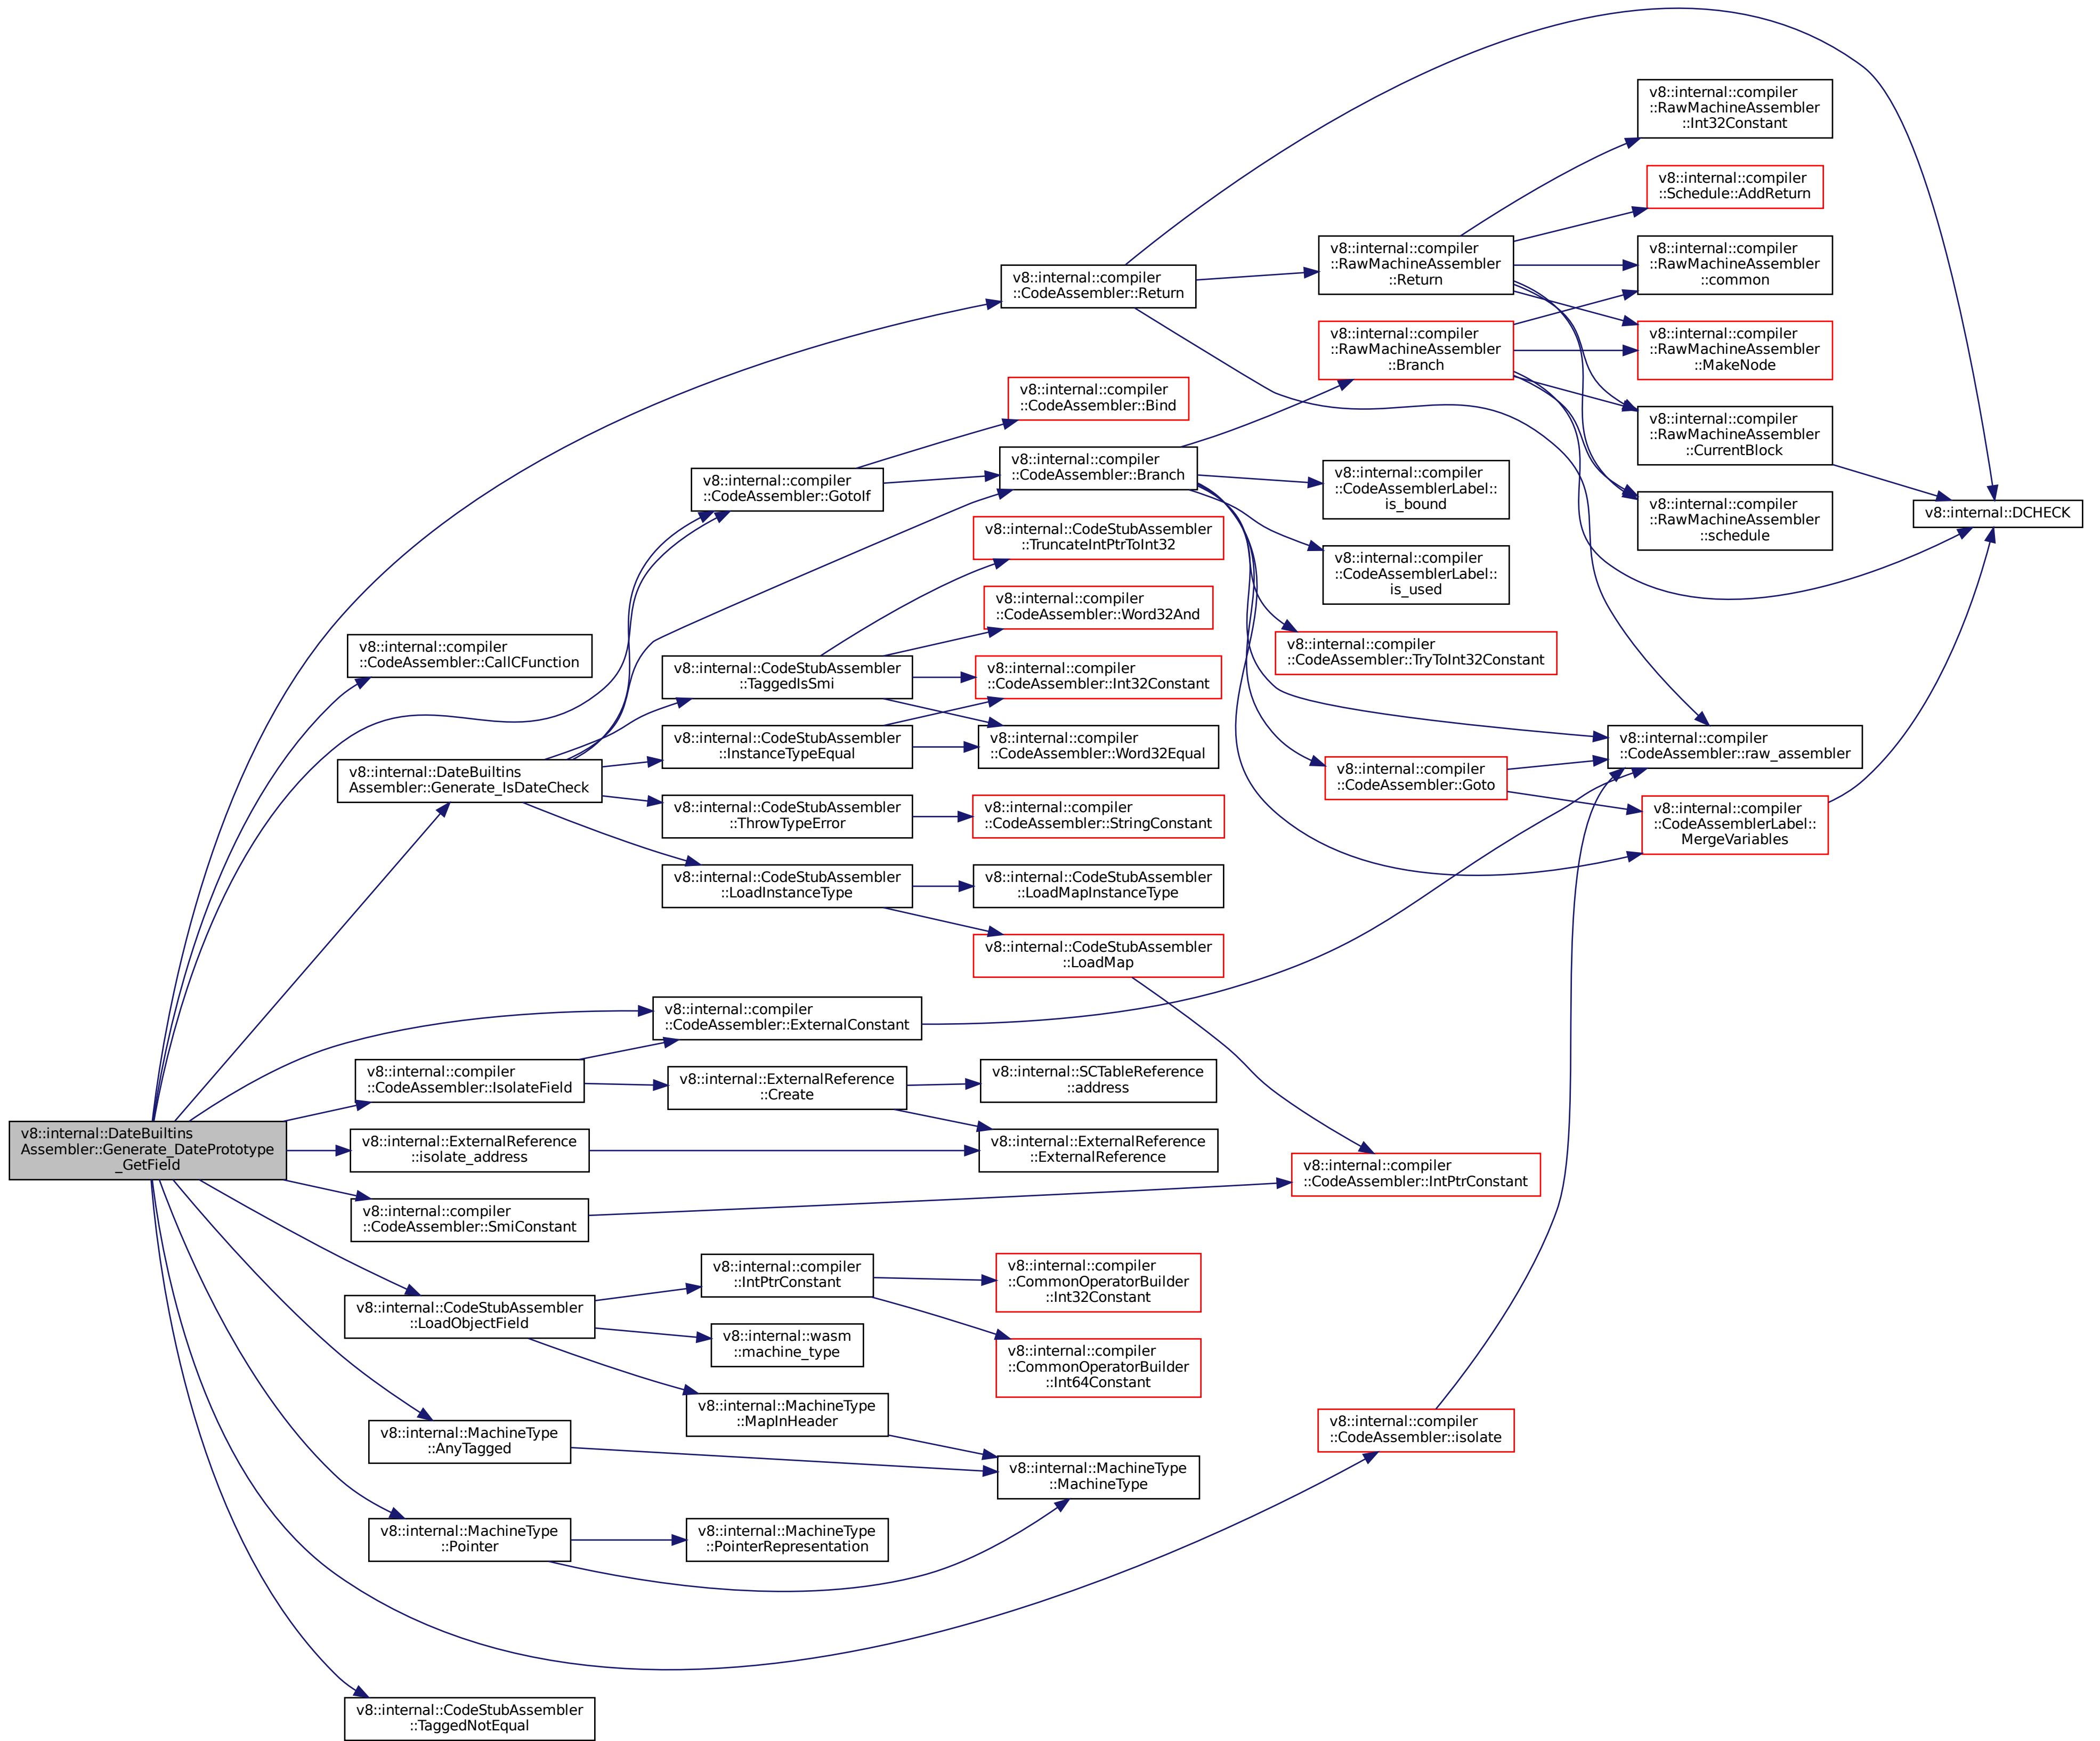 v8::internal::DateBuiltins
Assembler::Generate_DatePrototype
_GetField
v8::internal::compiler
::CodeAssembler::CallCFunction
v8::internal::DateBuiltins
Assembler::Generate_IsDateCheck
v8::internal::compiler
::CodeAssembler::IsolateField
v8::internal::ExternalReference
::isolate_address
v8::internal::compiler
::CodeAssembler::SmiConstant
v8::internal::CodeStubAssembler
::LoadObjectField
v8::internal::MachineType
::AnyTagged
v8::internal::MachineType
::Pointer
v8::internal::CodeStubAssembler
::TaggedNotEqual
v8::internal::compiler
::CodeAssembler::GotoIf
v8::internal::CodeStubAssembler
::TaggedIsSmi
v8::internal::CodeStubAssembler
::InstanceTypeEqual
v8::internal::CodeStubAssembler
::ThrowTypeError
v8::internal::CodeStubAssembler
::LoadInstanceType
v8::internal::compiler
::CodeAssembler::ExternalConstant
v8::internal::ExternalReference
::Create
v8::internal::compiler
::IntPtrConstant
v8::internal::wasm
::machine_type
v8::internal::MachineType
::MapInHeader
v8::internal::MachineType
::PointerRepresentation
v8::internal::compiler
::CodeAssembler::Return
v8::internal::compiler
::CodeAssembler::Bind
v8::internal::compiler
::CodeAssembler::Branch
v8::internal::CodeStubAssembler
::TruncateIntPtrToInt32
v8::internal::compiler
::CodeAssembler::Word32And
v8::internal::compiler
::CodeAssembler::Int32Constant
v8::internal::compiler
::CodeAssembler::Word32Equal
v8::internal::compiler
::CodeAssembler::StringConstant
v8::internal::CodeStubAssembler
::LoadMapInstanceType
v8::internal::CodeStubAssembler
::LoadMap
v8::internal::SCTableReference
::address
v8::internal::ExternalReference
::ExternalReference
v8::internal::compiler
::CommonOperatorBuilder
::Int32Constant
v8::internal::compiler
::CommonOperatorBuilder
::Int64Constant
v8::internal::MachineType
::MachineType
v8::internal::compiler
::RawMachineAssembler
::Return
v8::internal::compiler
::RawMachineAssembler
::Branch
v8::internal::compiler
::CodeAssemblerLabel::
is_bound
v8::internal::compiler
::CodeAssemblerLabel::
is_used
v8::internal::compiler
::CodeAssembler::TryToInt32Constant
v8::internal::compiler
::CodeAssembler::Goto
v8::internal::compiler
::CodeAssembler::IntPtrConstant
v8::internal::compiler
::CodeAssembler::isolate
v8::internal::compiler
::RawMachineAssembler
::Int32Constant
v8::internal::compiler
::Schedule::AddReturn
v8::internal::compiler
::RawMachineAssembler
::common
v8::internal::compiler
::RawMachineAssembler
::MakeNode
v8::internal::compiler
::RawMachineAssembler
::CurrentBlock
v8::internal::compiler
::RawMachineAssembler
::schedule
v8::internal::compiler
::CodeAssembler::raw_assembler
v8::internal::compiler
::CodeAssemblerLabel::
MergeVariables
v8::internal::DCHECK